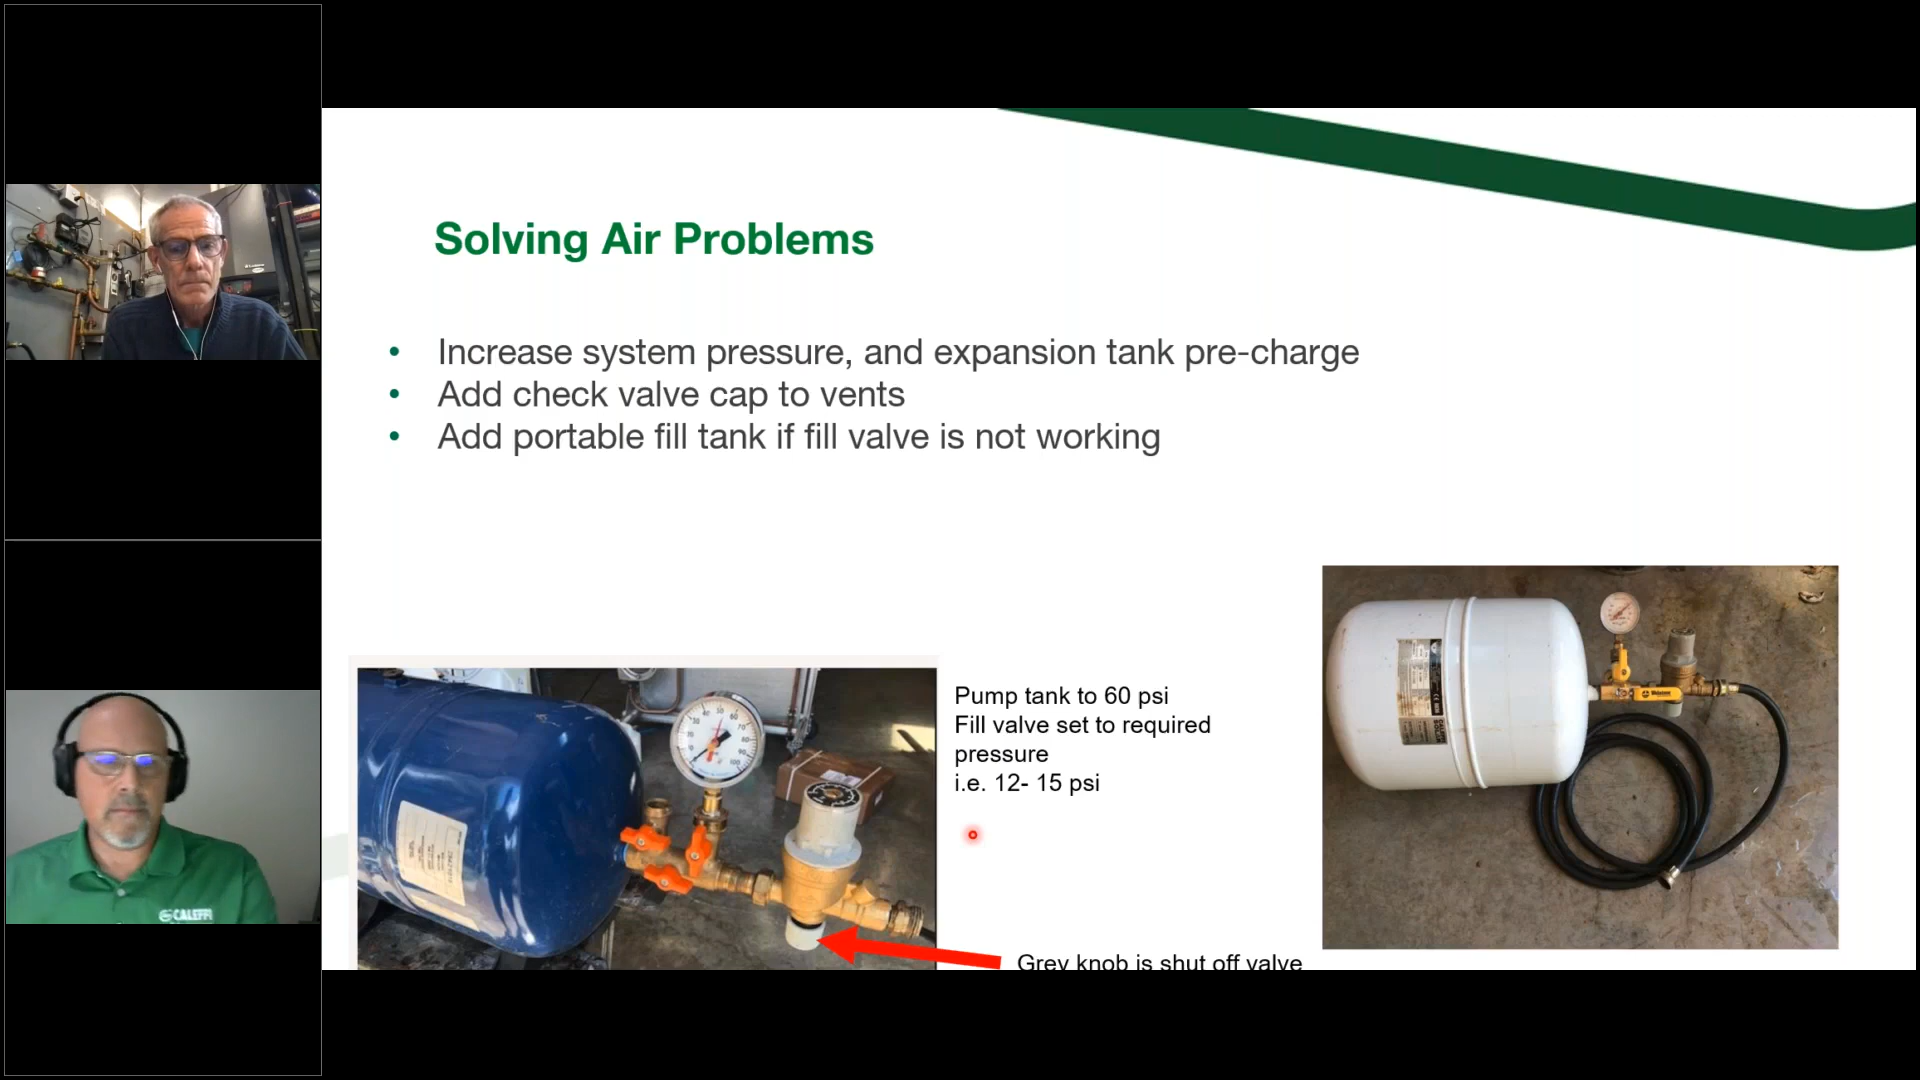 Solving Air Problems
• Increase system pressure, and expansion tank pre-charge
• Add check valve cap to vents
• Add portable fill tank if fill valve is not working
Pump tank to 60 psi
Fill valve set to required
pressure
i.e. 12- 15 psi
Grey knob is shut off valve
CALEFFI